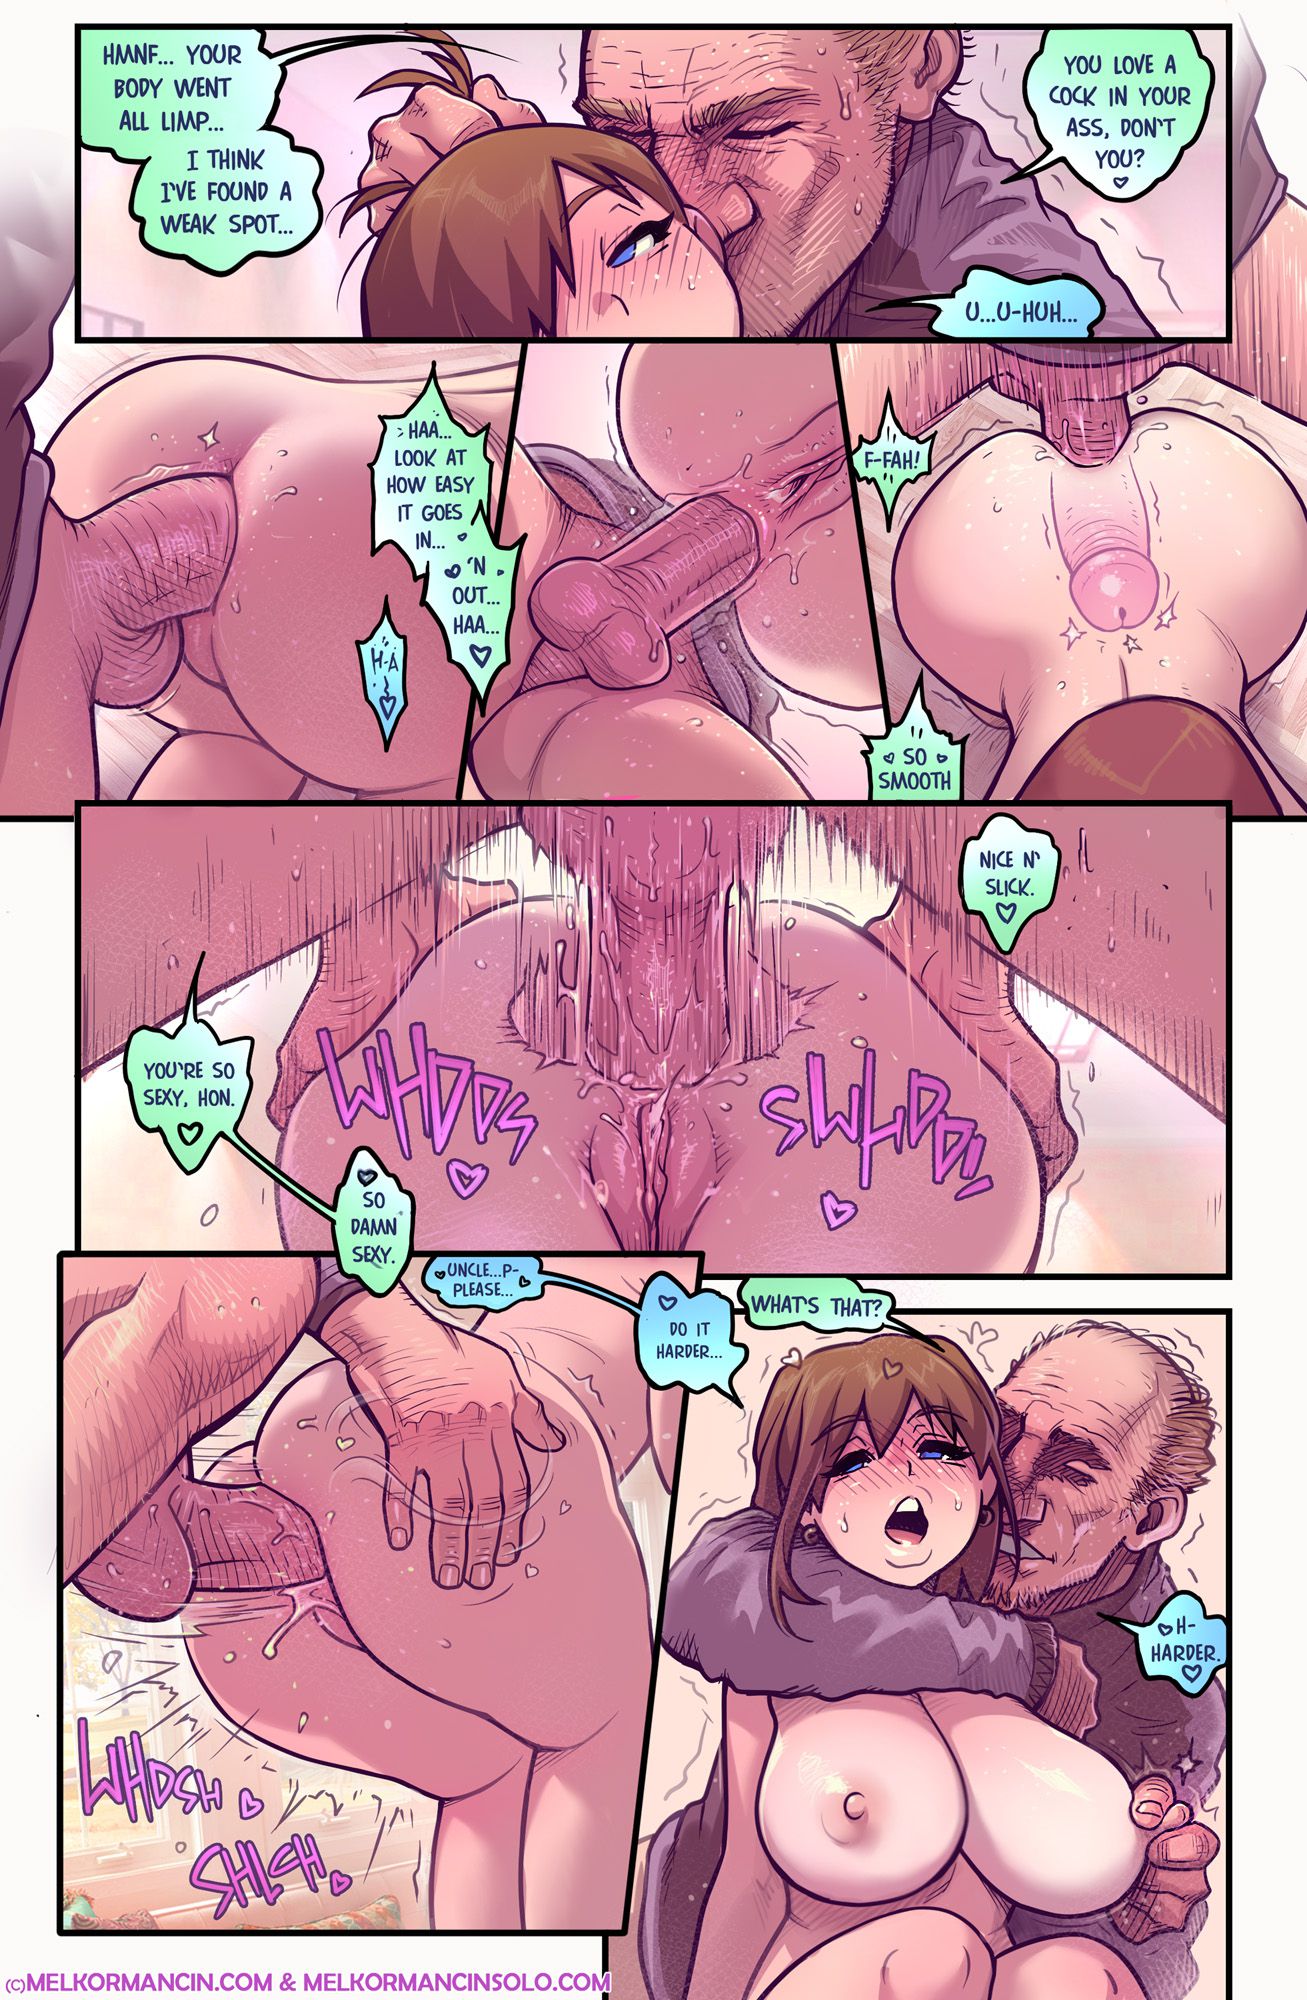 HMNF... YOUR
BODY WENT
ALL LIMP...
I THINK
I'VE FOUND A
WEAK SPOT...
YOU LOVE A
COCK IN YOUR
ASS, DON'T
YOU?
U...U-HUH...
HAA...
LOOK AT
HOW EASY
IT GOES
IN...
'N
OUT...
HAA...
H-A
F-FAH!
SO
SMOOTH
NICE N'
SLICK.
YOU'RE SO
SEXY, HON.
WHOOS
SWHOOO!
SO
DAMN
SEXY.
UNCLE...P-
PLEASE...
DO IT
HARDER...
WHAT'S THAT?
H-
HARDER.
WHOSH
SHLCH
(C)MELKORMANCIN.COM & MELKORMANCINSOLO.COM